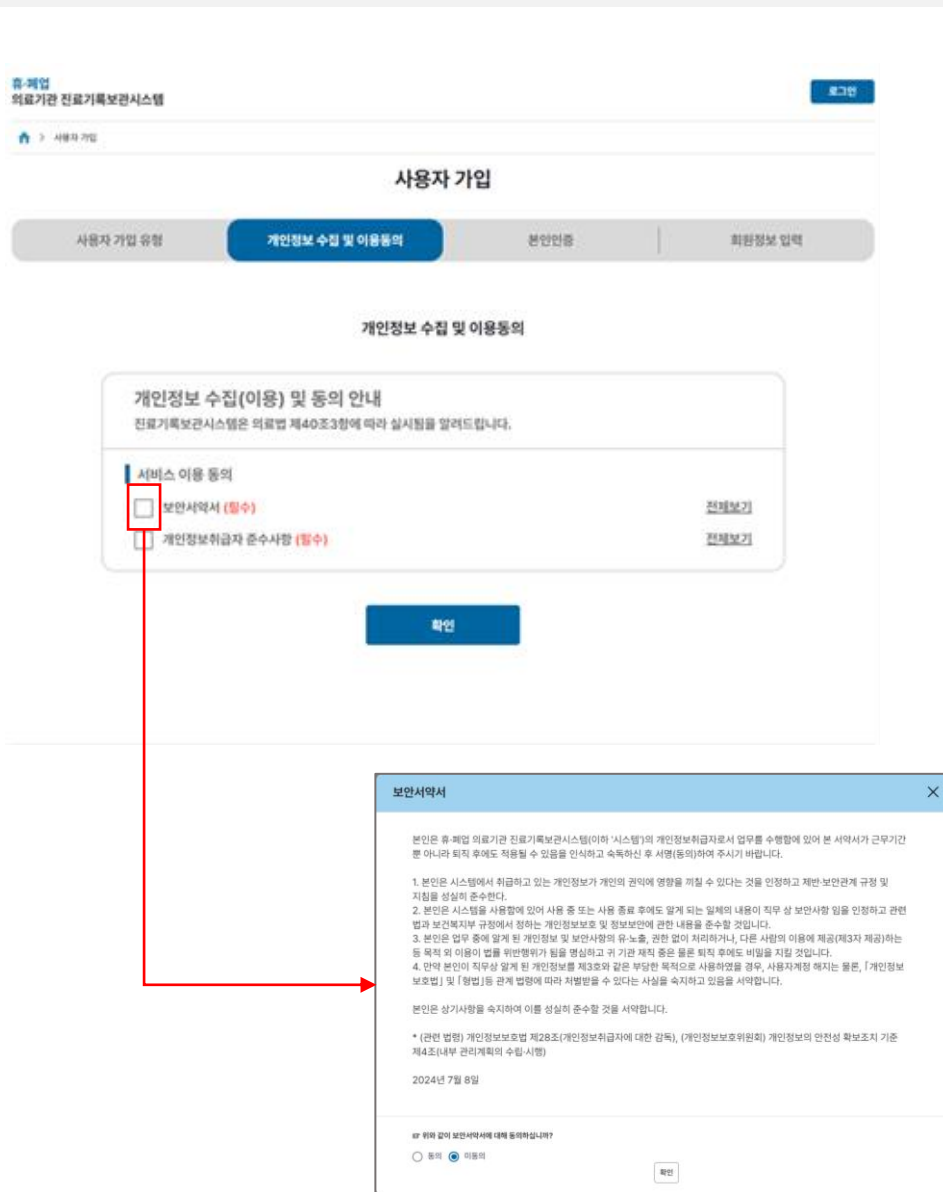 휴·폐업
의료기관 진료기록보관시스템
로그인
> 사용자 가입
사용자 가입
사용자 가입 유형
개인정보 수집 및 이용동의
본인인증
회원정보 입력
개인정보 수집 및 이용동의
개인정보 수집(이용) 및 동의 안내
진료기록보관시스템은 의료법 제40조3항에 따라 실시됨을 알려드립니다.
서비스 이용 동의
보안서약서 (필수)
전체보기
개인정보취급자 준수사항 (필수)
전체보기
확인
보안서약서
본인은 휴·폐업 의료기관 진료기록보관시스템(이하 '시스템')의 개인정보취급자로서 업무를 수행함에 있어 본 서약서가 근무기간
뿐 아니라 퇴직 후에도 적용될 수 있음을 인식하고 숙독하신 후 서명(동의)하여 주시기 바랍니다.
1. 본인은 시스템에서 취급하고 있는 개인정보가 개인의 권익에 영향을 끼칠 수 있다는 것을 인정하고 제반·보안관계 규정 및
지침을 성실히 준수한다.
2. 본인은 시스템을 사용함에 있어 사용 중 또는 사용 종료 후에도 알게 되는 일체의 내용이 직무 상 보안사항 임을 인정하고 관련
법과 보건복지부 규정에서 정하는 개인정보보호 및 정보보안에 관한 내용을 준수할 것입니다.
3. 본인은 업무 중에 알게 된 개인정보 및 보안사항의 유·노출, 권한 없이 처리하거나, 다른 사람의 이용에 제공(제3자 제공)하는
등 목적 외 이용이 법률 위반행위가 됨을 명심하고 귀 기관 재직 중은 물론 퇴직 후에도 비밀을 지킬 것입니다.
4. 만약 본인이 직무상 알게 된 개인정보를 제3호와 같은 부당한 목적으로 사용하였을 경우, 사용자계정 해지는 물론, 「개인정보
보호법」 및 「형법」등 관계 법령에 따라 처벌받을 수 있다는 사실을 숙지하고 있음을 서약합니다.
본인은 상기사항을 숙지하여 이를 성실히 준수할 것을 서약합니다.
* (관련 법령) 개인정보보호법 제28조(개인정보취급자에 대한 감독), (개인정보보호위원회) 개인정보의 안전성 확보조치 기준
제4조(내부 관리계획의 수립·시행)
2024년 7월 8일
☞ 위와 같이 보안서약서에 대해 동의하십니까?
동의 미동의
확인